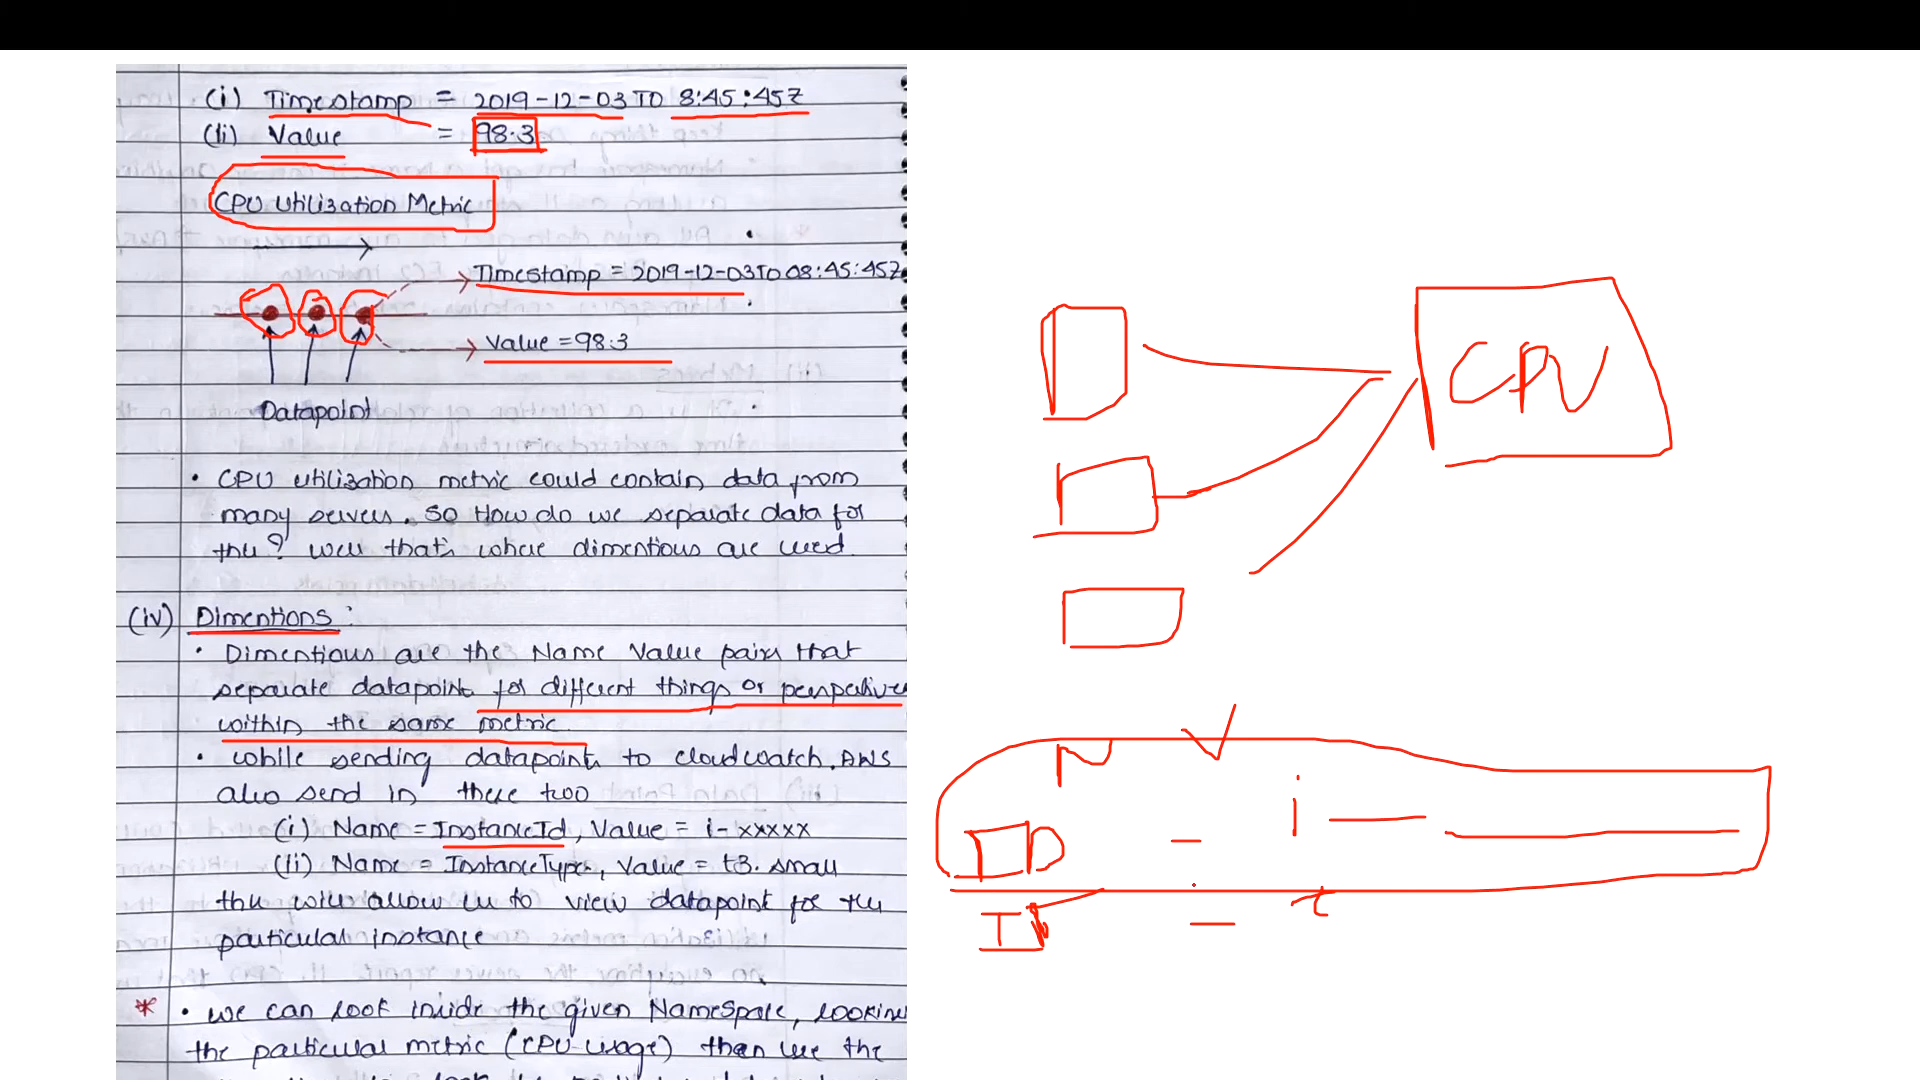 (i) Timestamp = 2019-12-03T0 8:45:45Z
(ii) Value = 98.3
CPU Utilization Metric
Timestamp = 2019-12-03T0 08:45:45Z
Value = 98.3
Datapoint
• CPU utilization metric could contain data from
many servers. So How do we separate data for
this? well that's where dimentions are used
(iv) Dimentions:
• Dimentions are the Name Value pairs that
separate datapoints for different things or perspective
within the same metric.
• while sending datapoints to cloudwatch. AWS
also send in these two
(i) Name = InstanceId, Value = i-xxxxx
(ii) Name = InstanceType, Value = t3.small
this will allow us to view datapoint for the
particular instance
* • we can look inside the given NameSpace, looking
the particular metric (CPU usage) then use the
CPU
N V
ID - i
IT - t